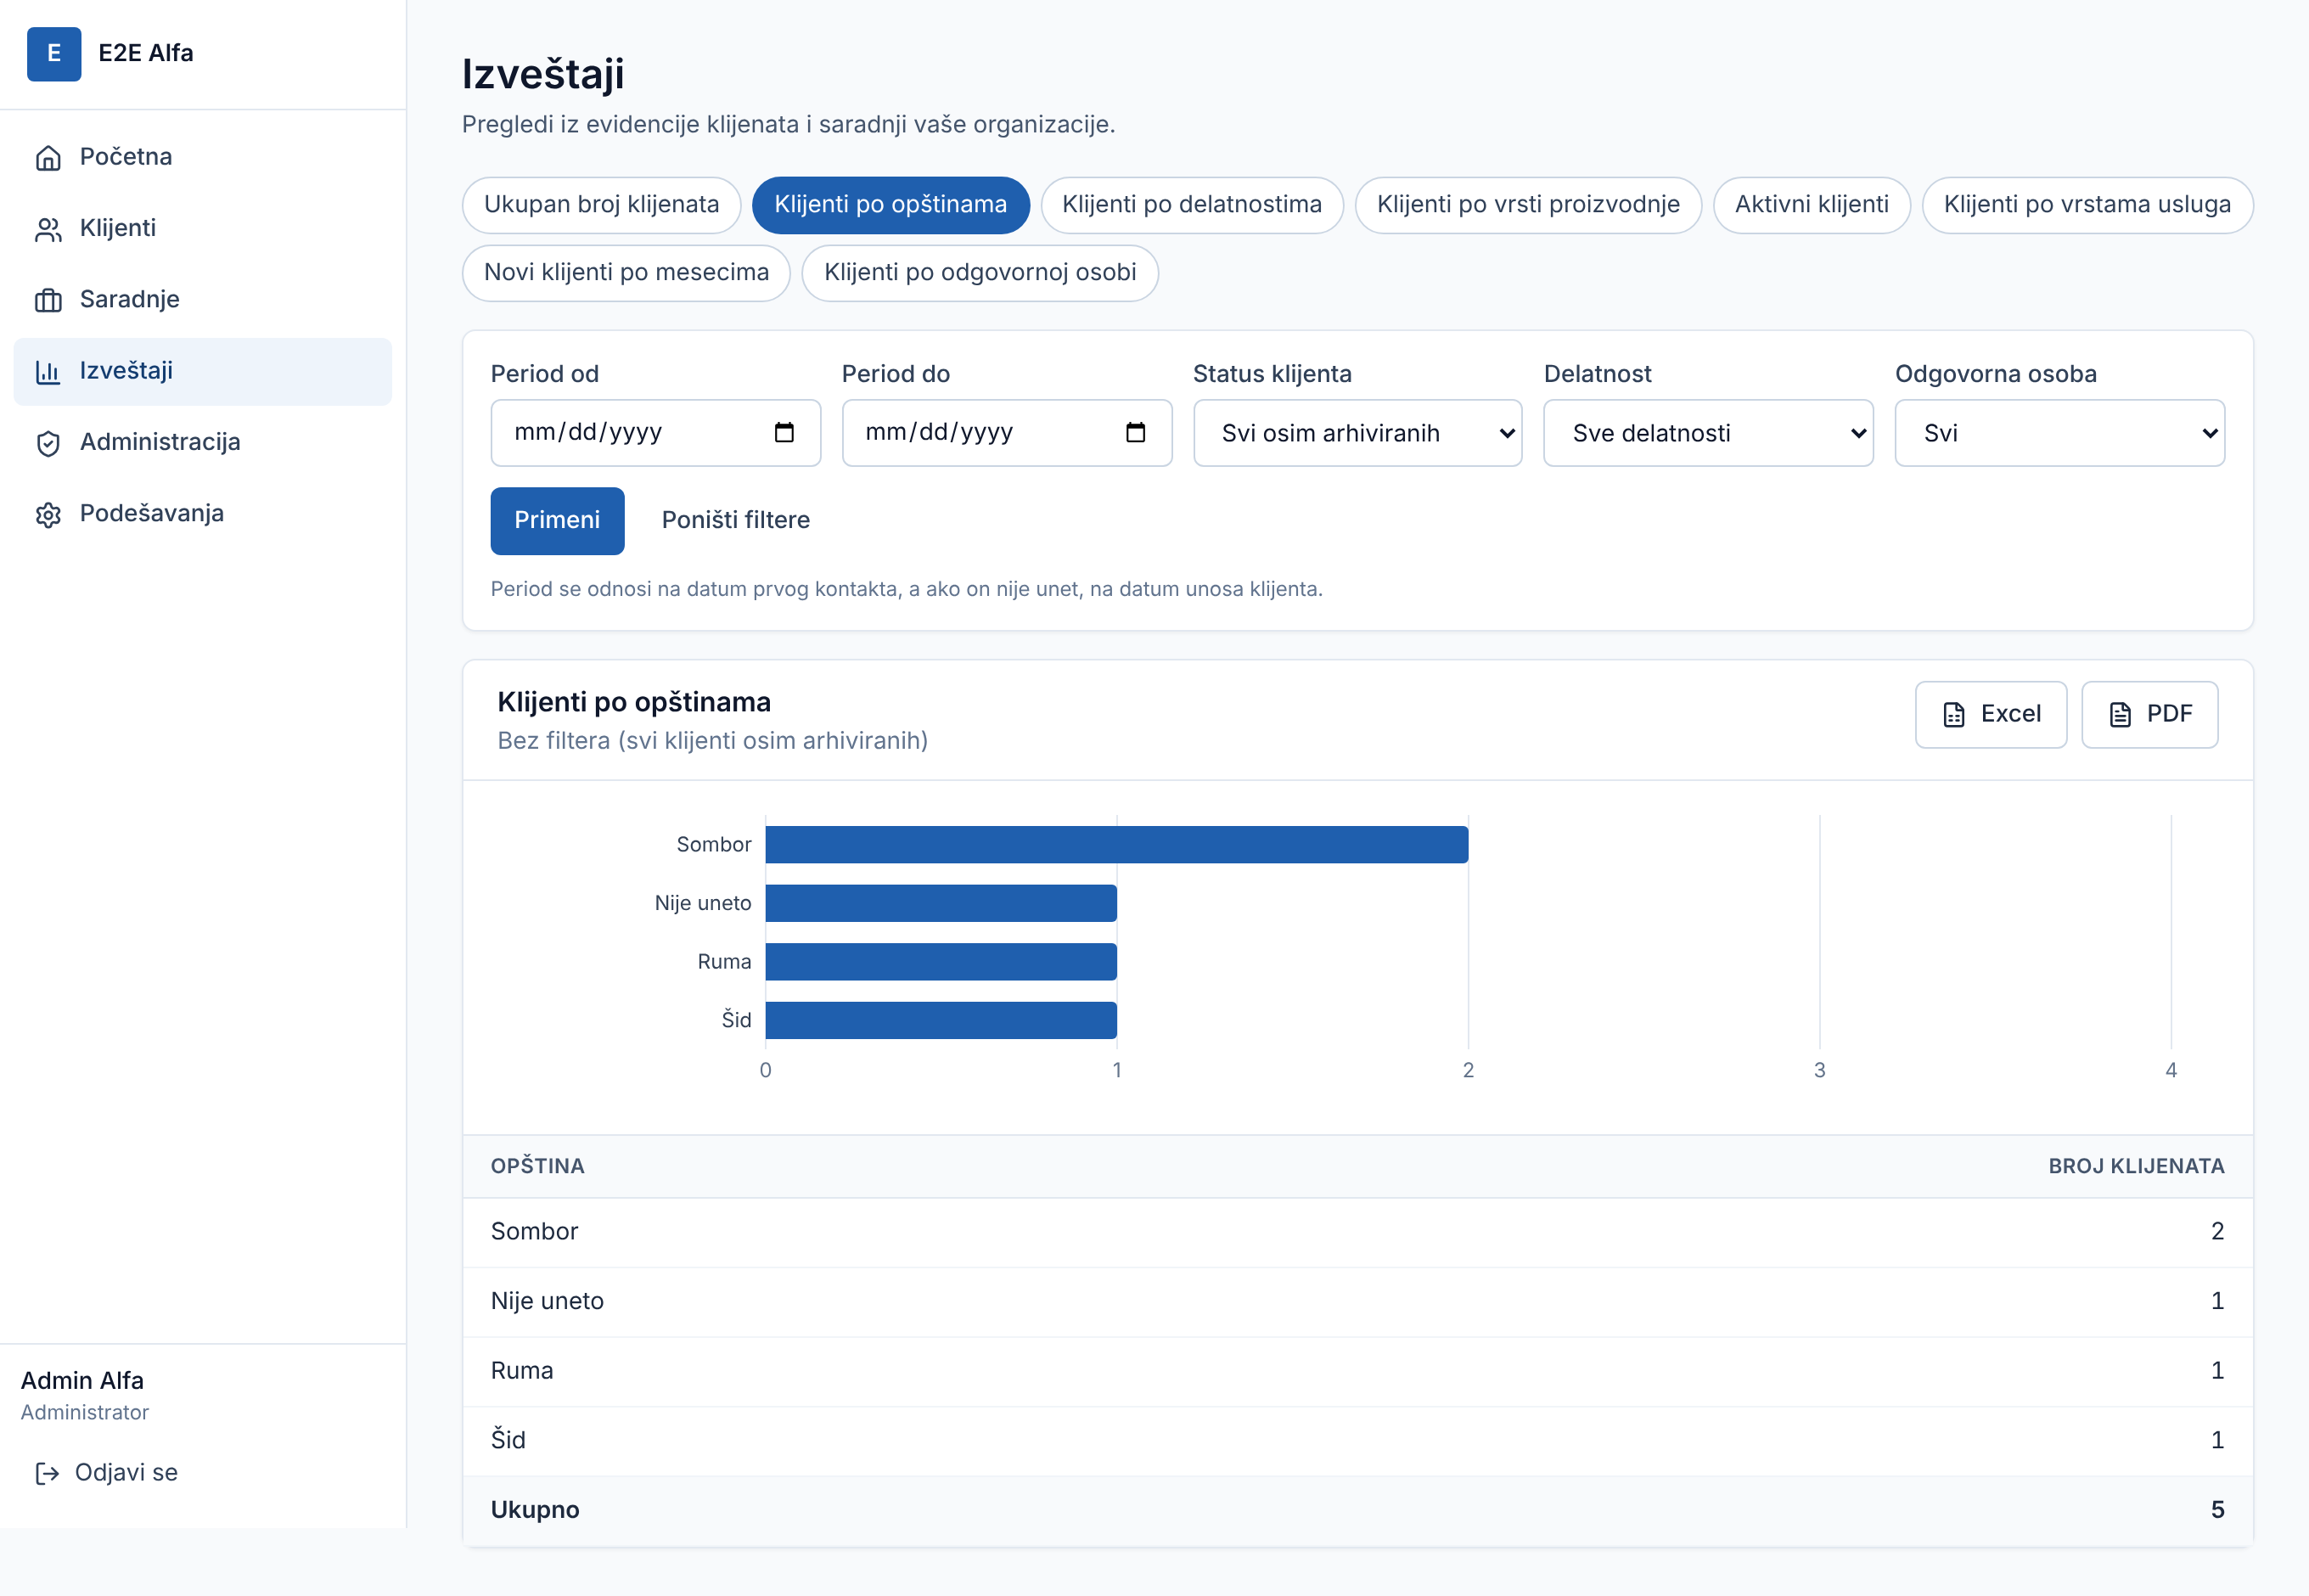 E
E2E Alfa
Početna
Klijenti
Saradnje
Izveštaji
Administracija
Podešavanja
Admin Alfa
Administrator
Odjavi se
Izveštaji
Pregledi iz evidencije klijenata i saradnji vaše organizacije.
Ukupan broj klijenata
Klijenti po opštinama
Klijenti po delatnostima
Klijenti po vrsti proizvodnje
Aktivni klijenti
Klijenti po vrstama usluga
Novi klijenti po mesecima
Klijenti po odgovornoj osobi
Period od
Period do
Status klijenta
Delatnost
Odgovorna osoba
mm/dd/yyyy
mm/dd/yyyy
Svi osim arhiviranih
Sve delatnosti
Svi
Primeni
Poništi filtere
Period se odnosi na datum prvog kontakta, a ako on nije unet, na datum unosa klijenta.
Klijenti po opštinama
Bez filtera (svi klijenti osim arhiviranih)
Excel
PDF
Sombor
Nije uneto
Ruma
Šid
0 1 2 3 4
OPŠTINA BROJ KLIJENATA
Sombor 2
Nije uneto 1
Ruma 1
Šid 1
Ukupno 5